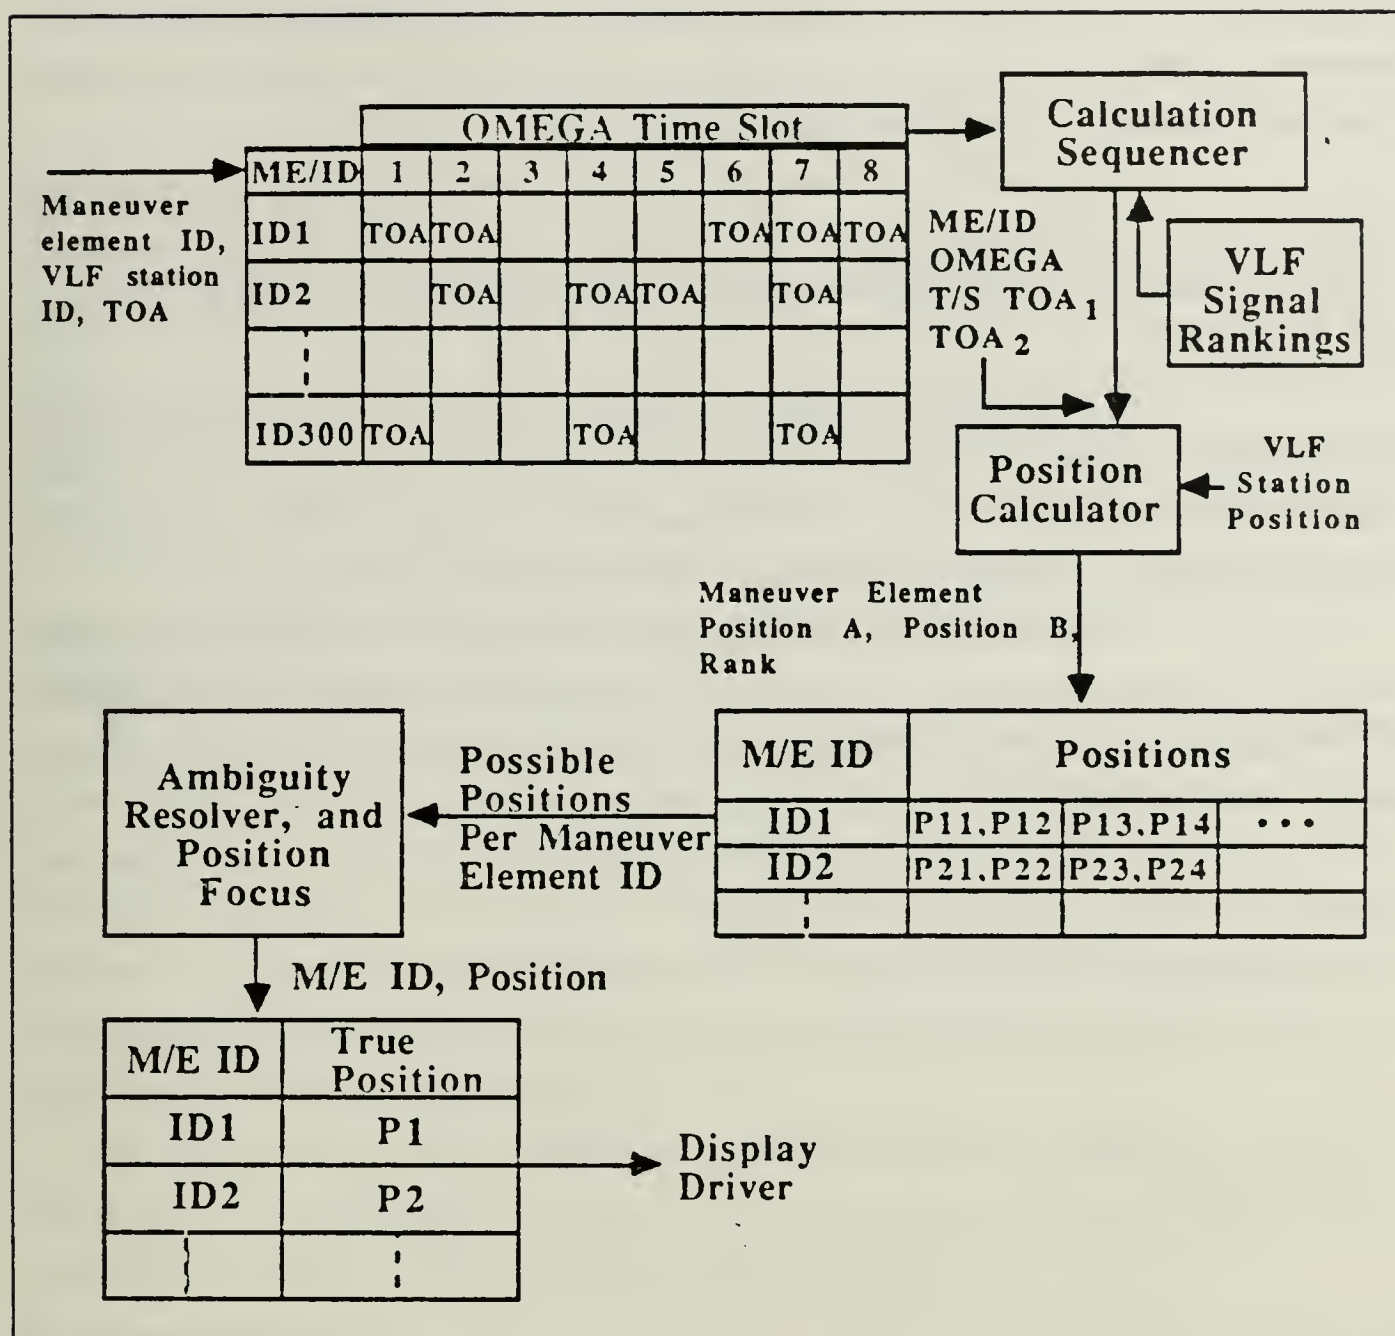 OMEGA Time Slot
ME/ID 1 2 3 4 5 6 7 8
ID1 TOA TOA TOA TOA TOA
ID2 TOA TOA TOA TOA
ID300 TOA TOA TOA
Maneuver
element ID,
VLF station
ID, TOA
Calculation
Sequencer
ME/ID
OMEGA
T/S TOA1
TOA2
VLF
Signal
Rankings
Position
Calculator
VLF
Station
Position
Maneuver Element
Position A, Position B,
Rank
M/E ID Positions
ID1 P11,P12 P13,P14 •••
ID2 P21,P22 P23,P24
Possible
Positions
Per Maneuver
Element ID
Ambiguity
Resolver, and
Position
Focus
M/E ID, Position
M/E ID True
Position
ID1 P1
ID2 P2
Display
Driver